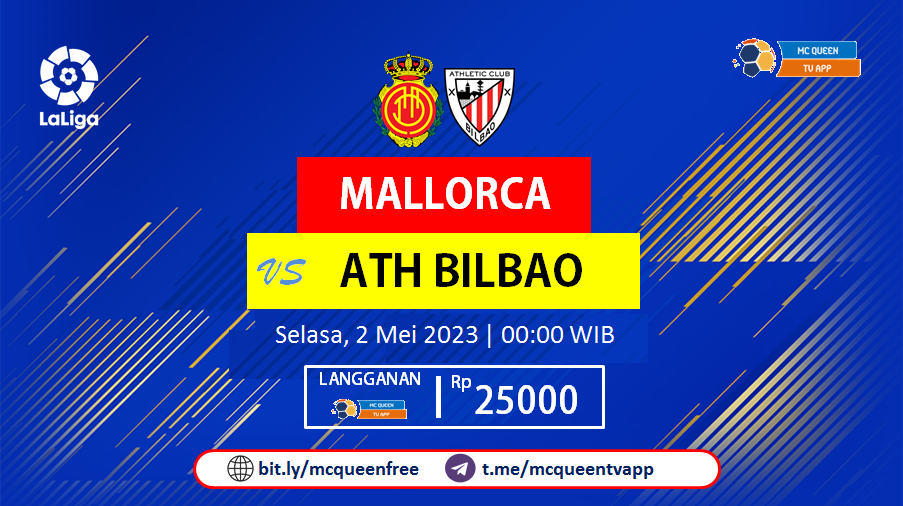 LaLiga
ATHLETIC CLUB
BILBAO
MC QUEEN
TV APP
MALLORCA
VS ATH BILBAO
Selasa, 2 Mei 2023 | 00:00 WIB
LANGGANAN
MC QUEEN
TV APP
Rp 25000
bit.ly/mcqueenfree
t.me/mcqueentvapp